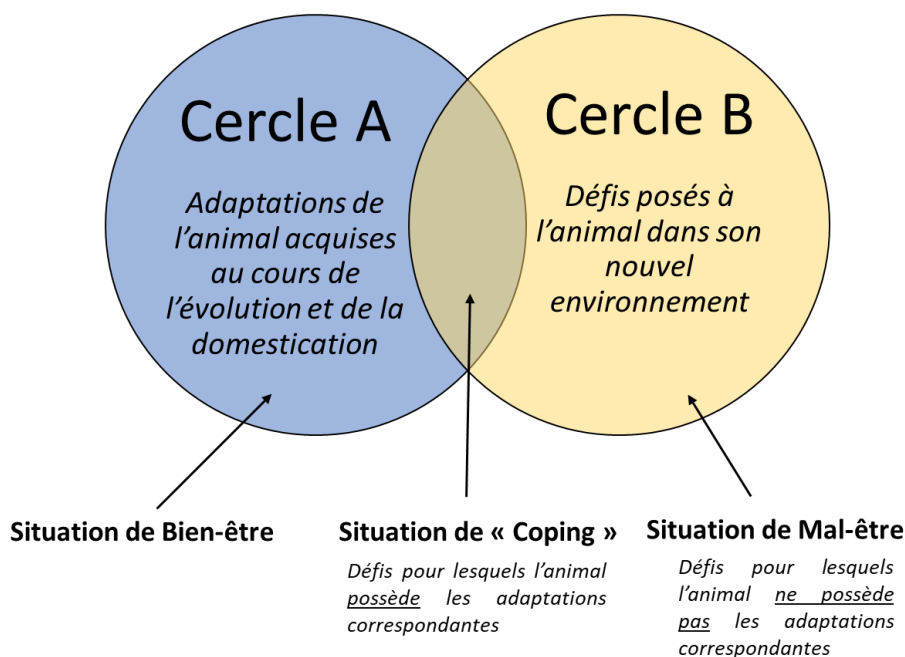 Cercle A
Adaptations de
l’animal acquises
au cours de
l’évolution et de la
domestication
Cercle B
Défis posés à
l’animal dans son
nouvel
environnement
Situation de Bien-être
Situation de « Coping »
Défis pour lesquels l’animal
possède les adaptations
correspondantes
Situation de Mal-être
Défis pour lesquels
l’animal ne possède
pas les adaptations
correspondantes